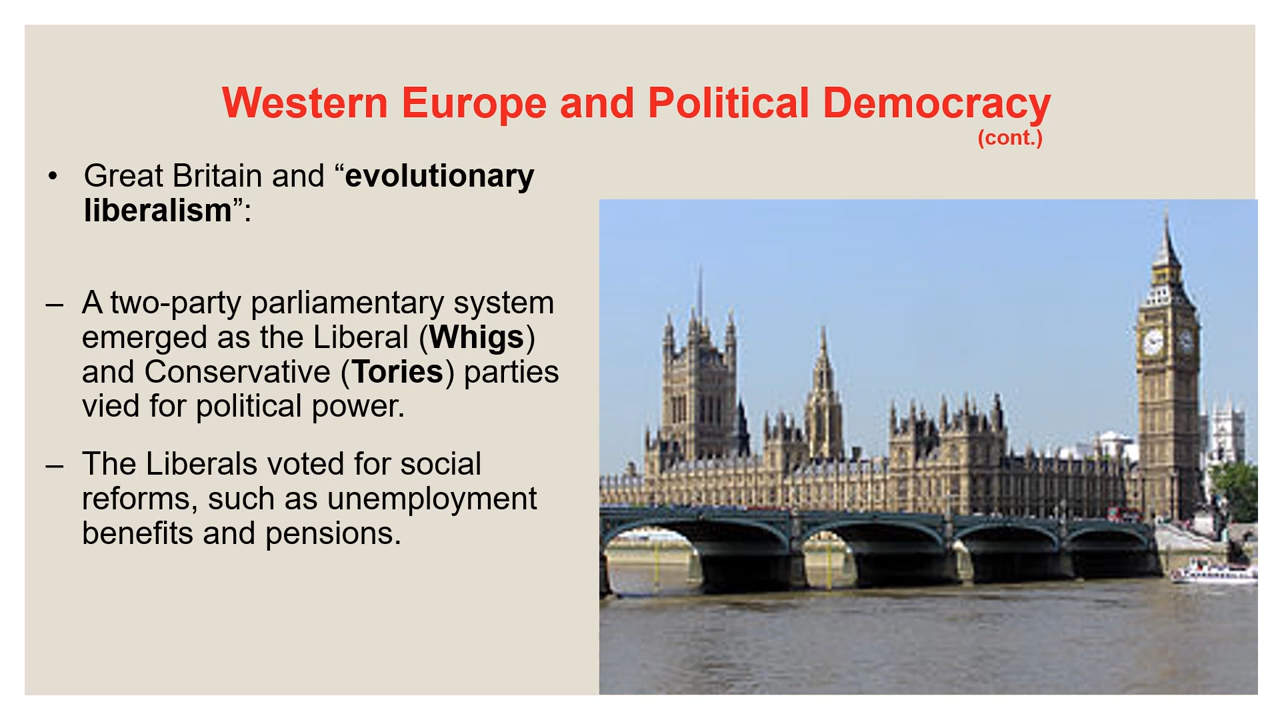 Western Europe and Political Democracy
(cont.)
• Great Britain and “evolutionary
liberalism”:
– A two-party parliamentary system
emerged as the Liberal (Whigs)
and Conservative (Tories) parties
vied for political power.
– The Liberals voted for social
reforms, such as unemployment
benefits and pensions.